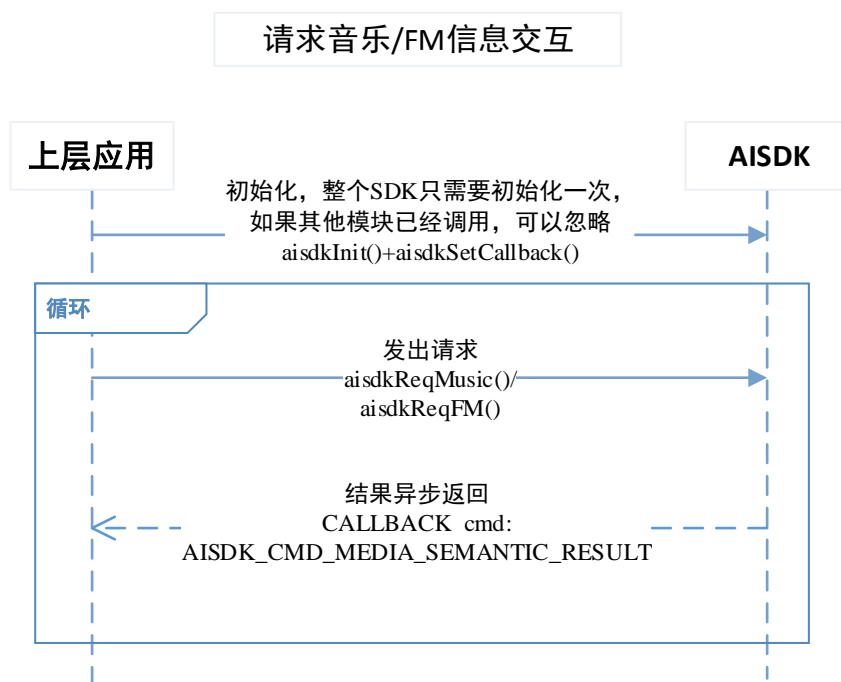 请求音乐/FM信息交互
上层应用
AISDK
初始化，整个SDK只需要初始化一次，
如果其他模块已经调用，可以忽略
aisdkInit()+aisdkSetCallback()
循环
发出请求
aisdkReqMusic()/
aisdkReqFM()
结果异步返回
CALLBACK cmd:
AISDK_CMD_MEDIA_SEMANTIC_RESULT